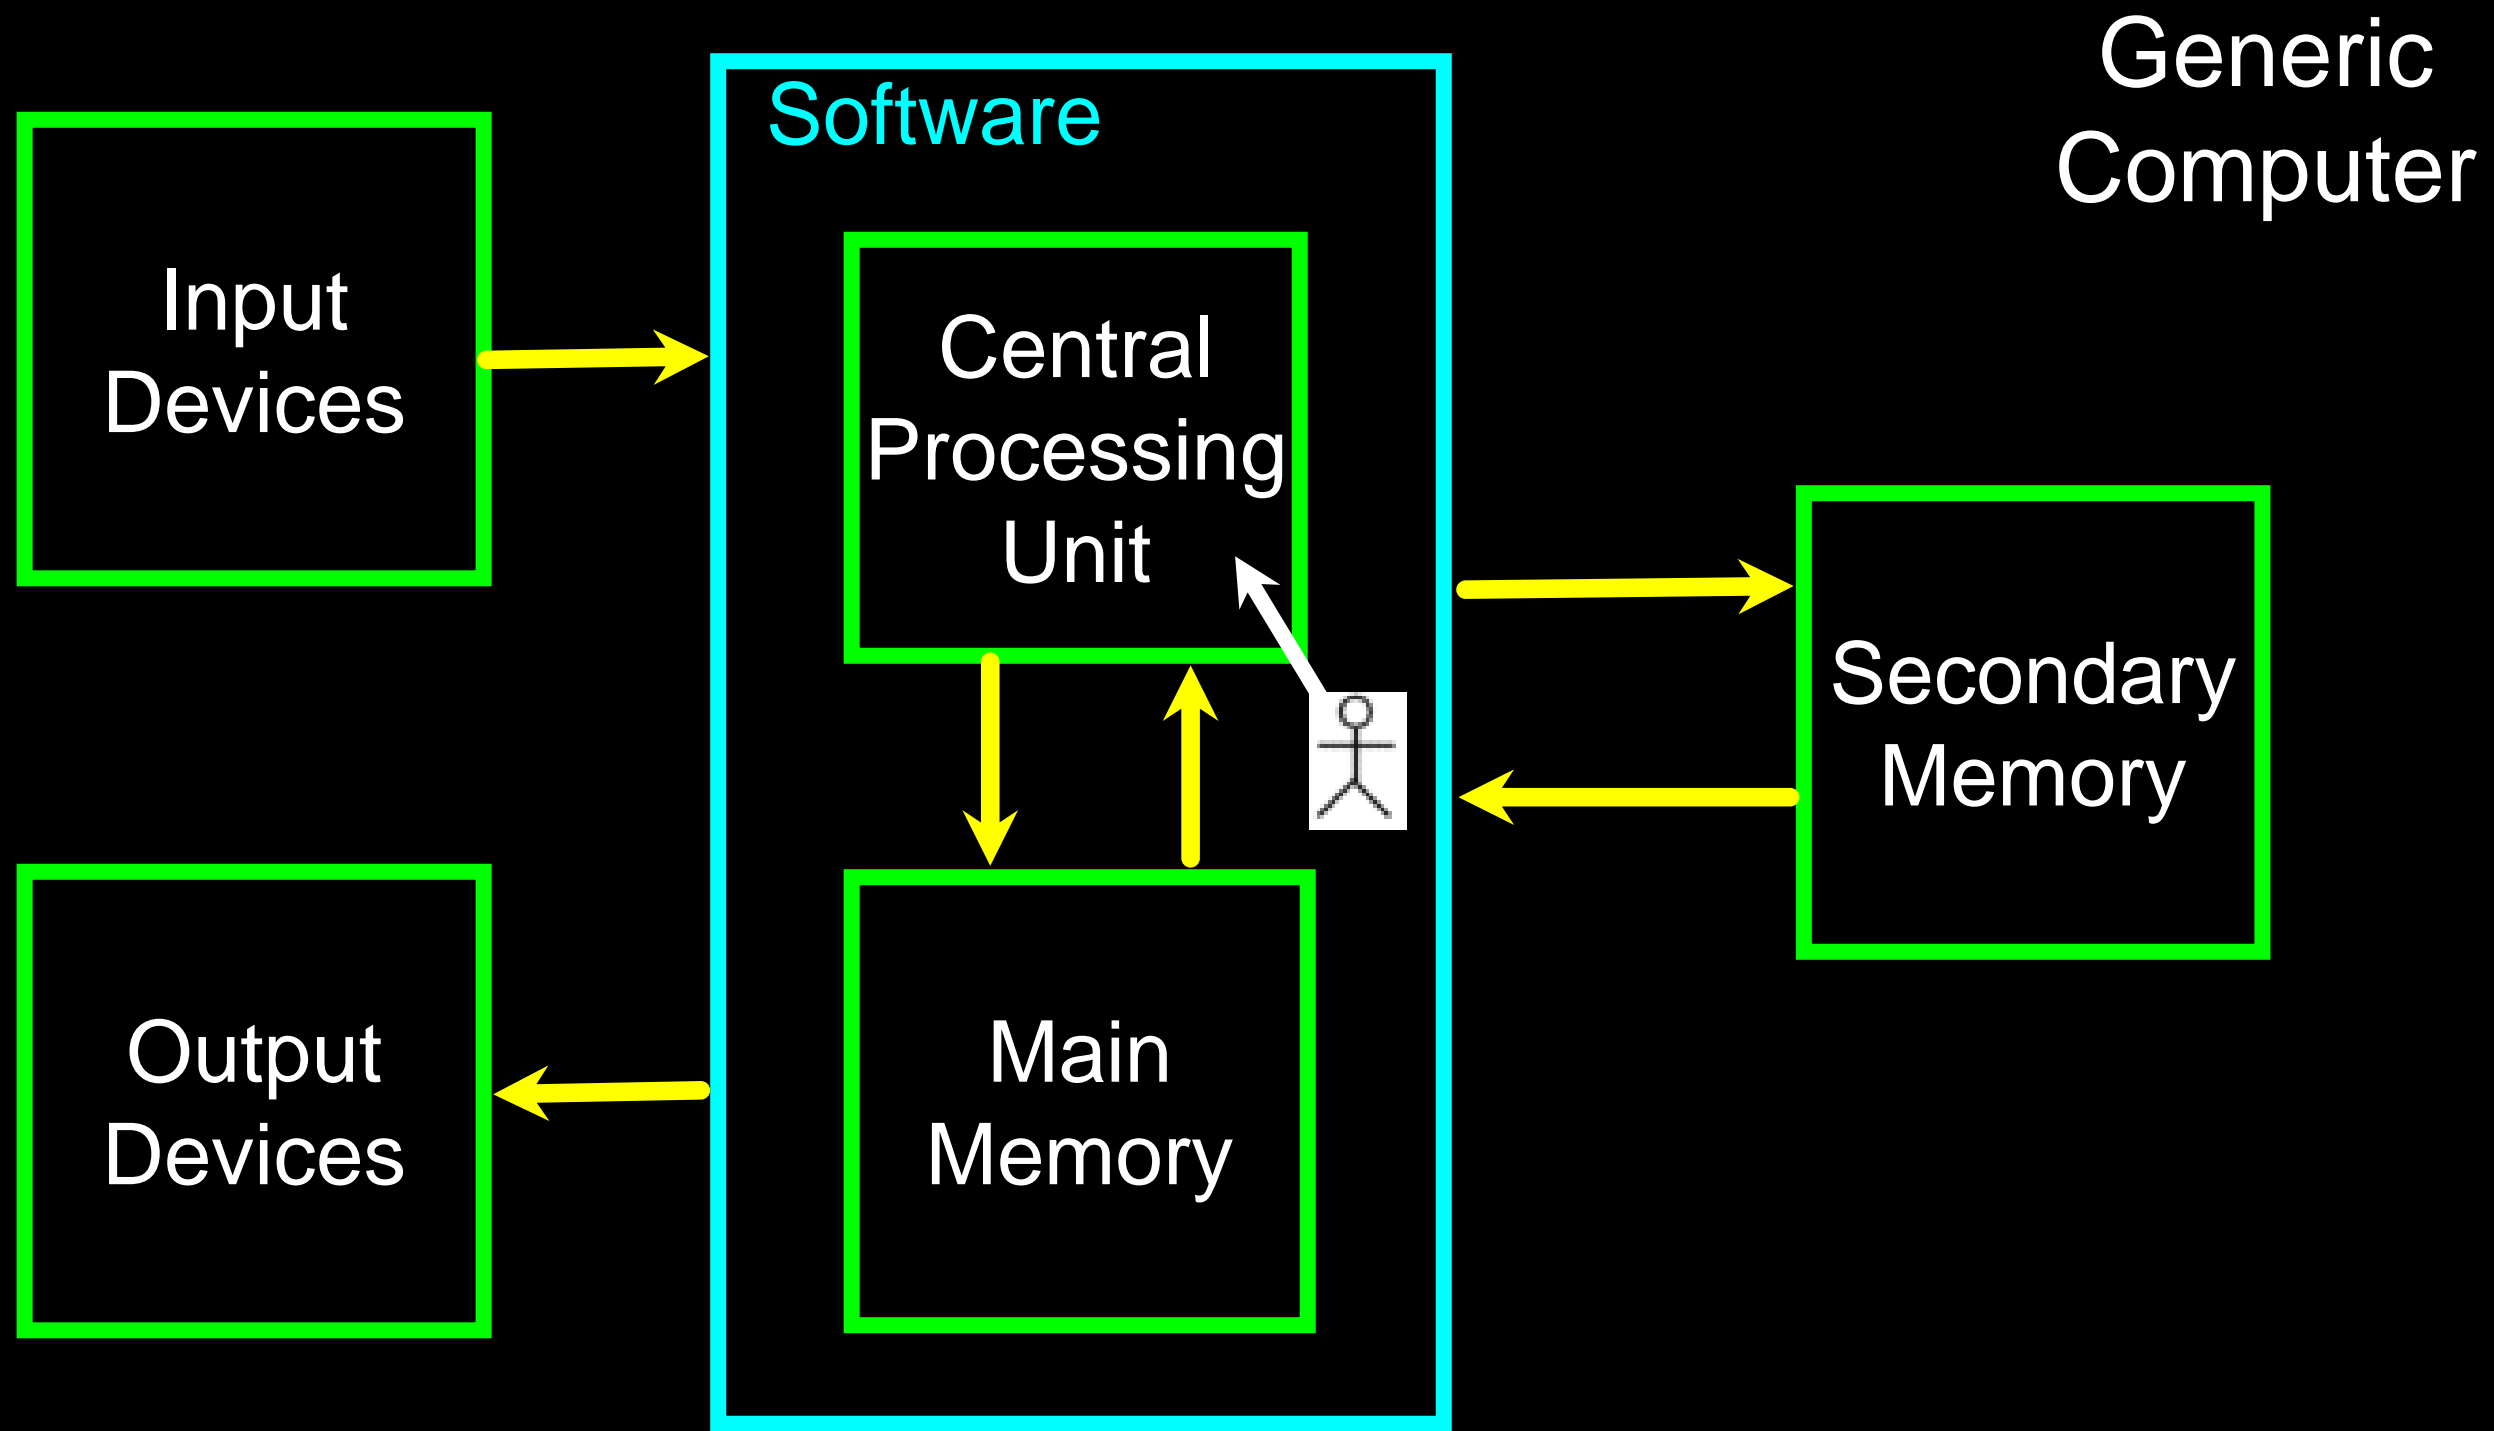 Generic
Computer
Software
Input
Devices
Central
Processing
Unit
Secondary
Memory
Output
Devices
Main
Memory